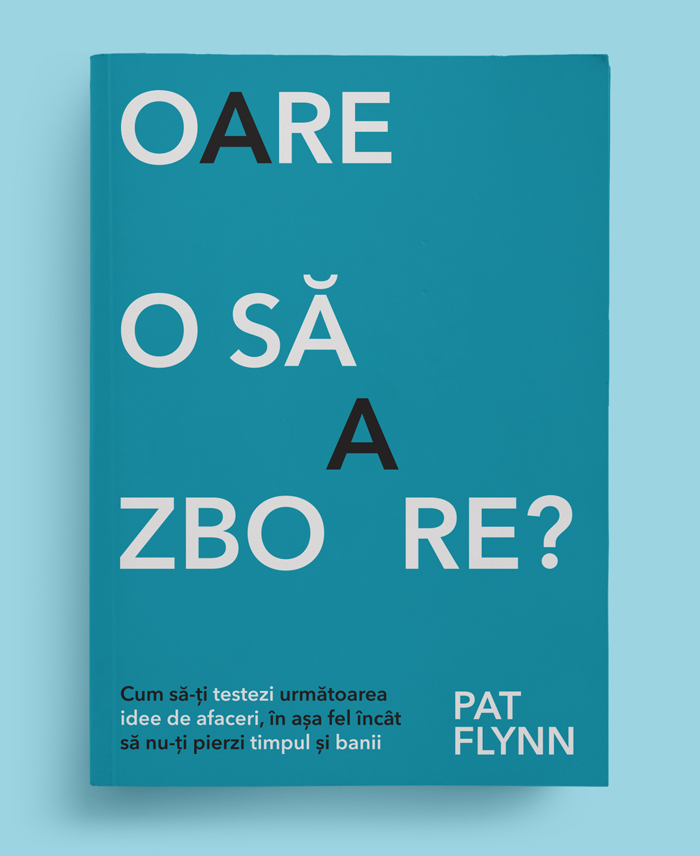 OARE
O SĂ
A
ZBO RE?
Cum să-ți testezi următoarea
idee de afaceri, în așa fel încât
să nu-ți pierzi timpul și banii
PAT
FLYNN